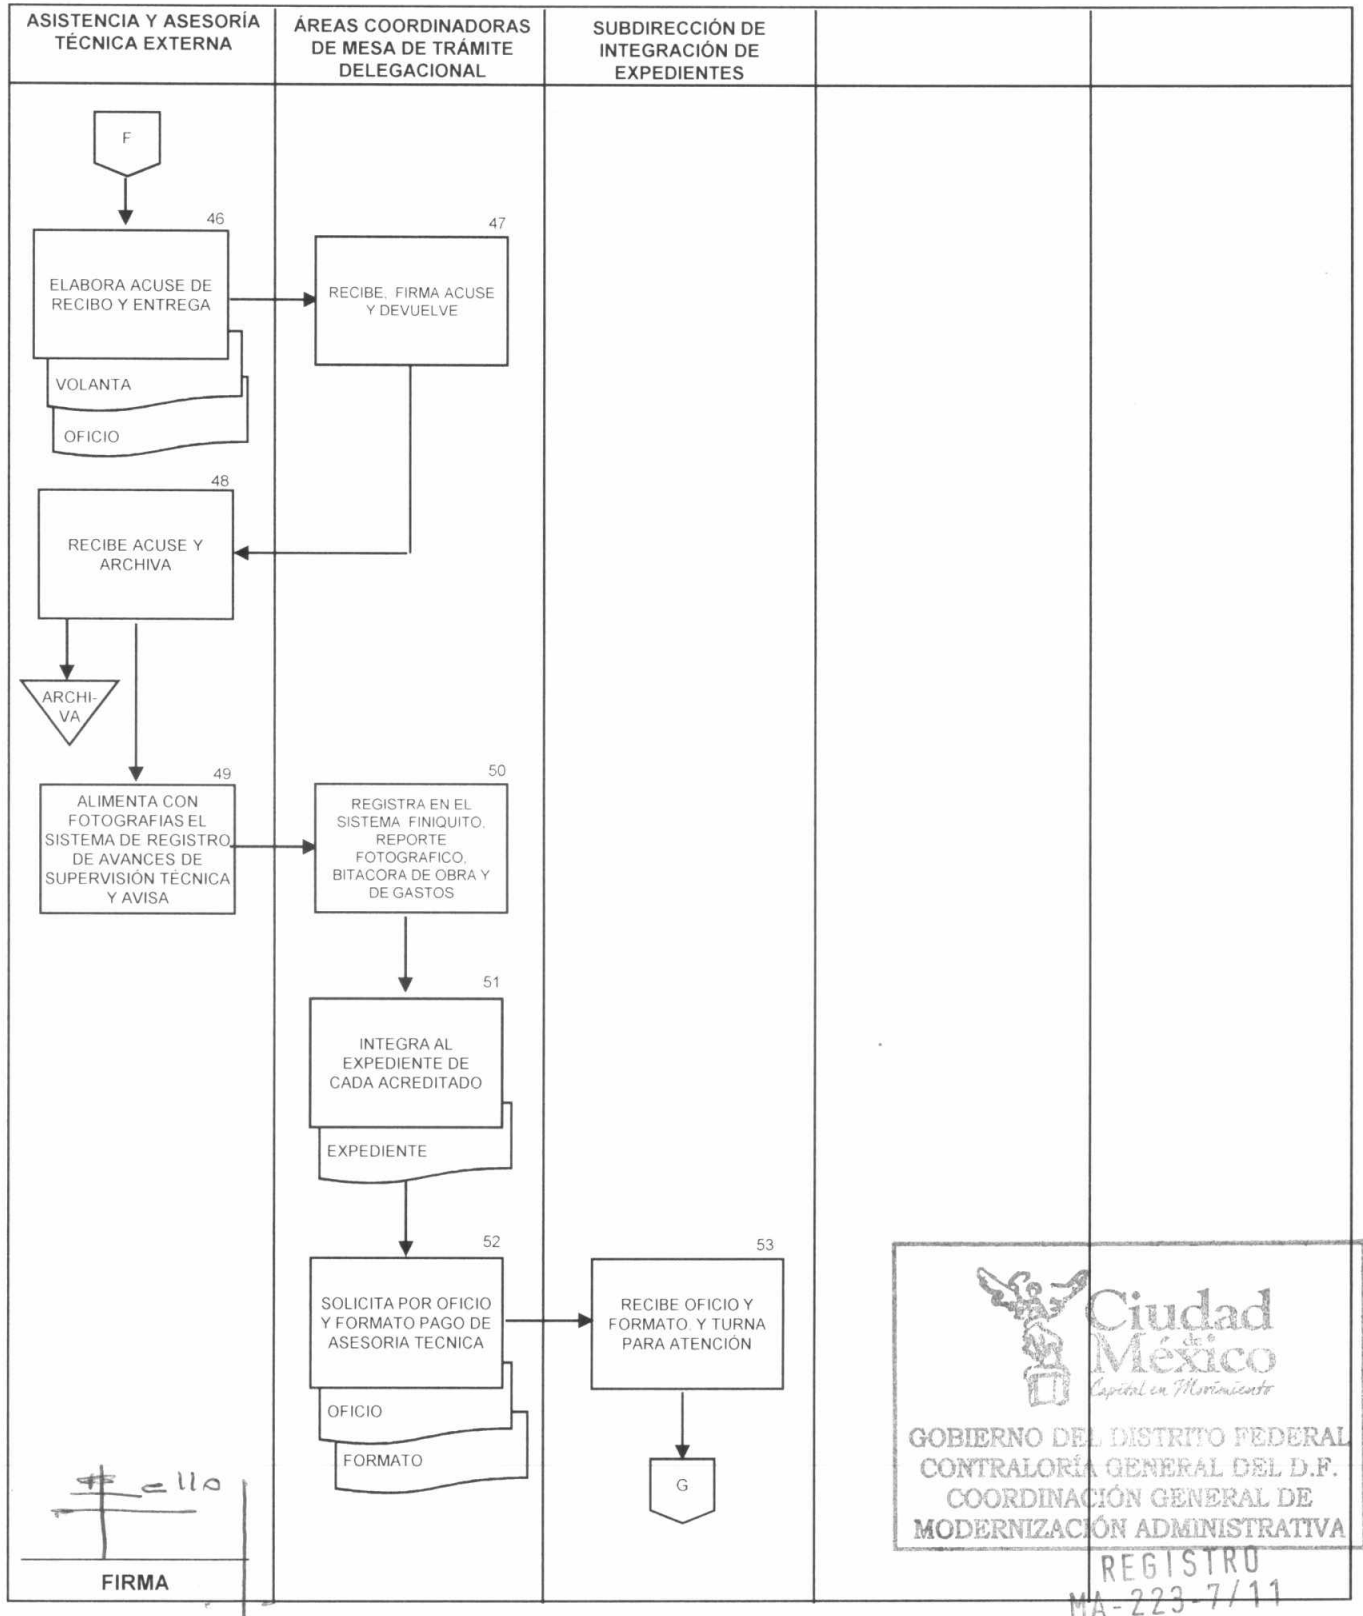 ASISTENCIA Y ASESORÍA
TÉCNICA EXTERNA
ÁREAS COORDINADORAS
DE MESA DE TRÁMITE
DELEGACIONAL
SUBDIRECCIÓN DE
INTEGRACIÓN DE
EXPEDIENTES
F
46
ELABORA ACUSE DE
RECIBO Y ENTREGA
VOLANTA
OFICIO
47
RECIBE, FIRMA ACUSE
Y DEVUELVE
48
RECIBE ACUSE Y
ARCHIVA
ARCHI-
VA
49
ALIMENTA CON
FOTOGRAFIAS EL
SISTEMA DE REGISTRO
DE AVANCES DE
SUPERVISIÓN TÉCNICA
Y AVISA
50
REGISTRA EN EL
SISTEMA FINIQUITO,
REPORTE
FOTOGRAFICO,
BITACORA DE OBRA Y
DE GASTOS
51
INTEGRA AL
EXPEDIENTE DE
CADA ACREDITADO
EXPEDIENTE
52
SOLICITA POR OFICIO
Y FORMATO PAGO DE
ASESORIA TECNICA
OFICIO
FORMATO
53
RECIBE OFICIO Y
FORMATO, Y TURNA
PARA ATENCIÓN
G
FIRMA
Ciudad
de
México
Capital en Movimiento
GOBIERNO DEL DISTRITO FEDERAL
CONTRALORÍA GENERAL DEL D.F.
COORDINACIÓN GENERAL DE
MODERNIZACIÓN ADMINISTRATIVA
REGISTRO
MA-223-7/11